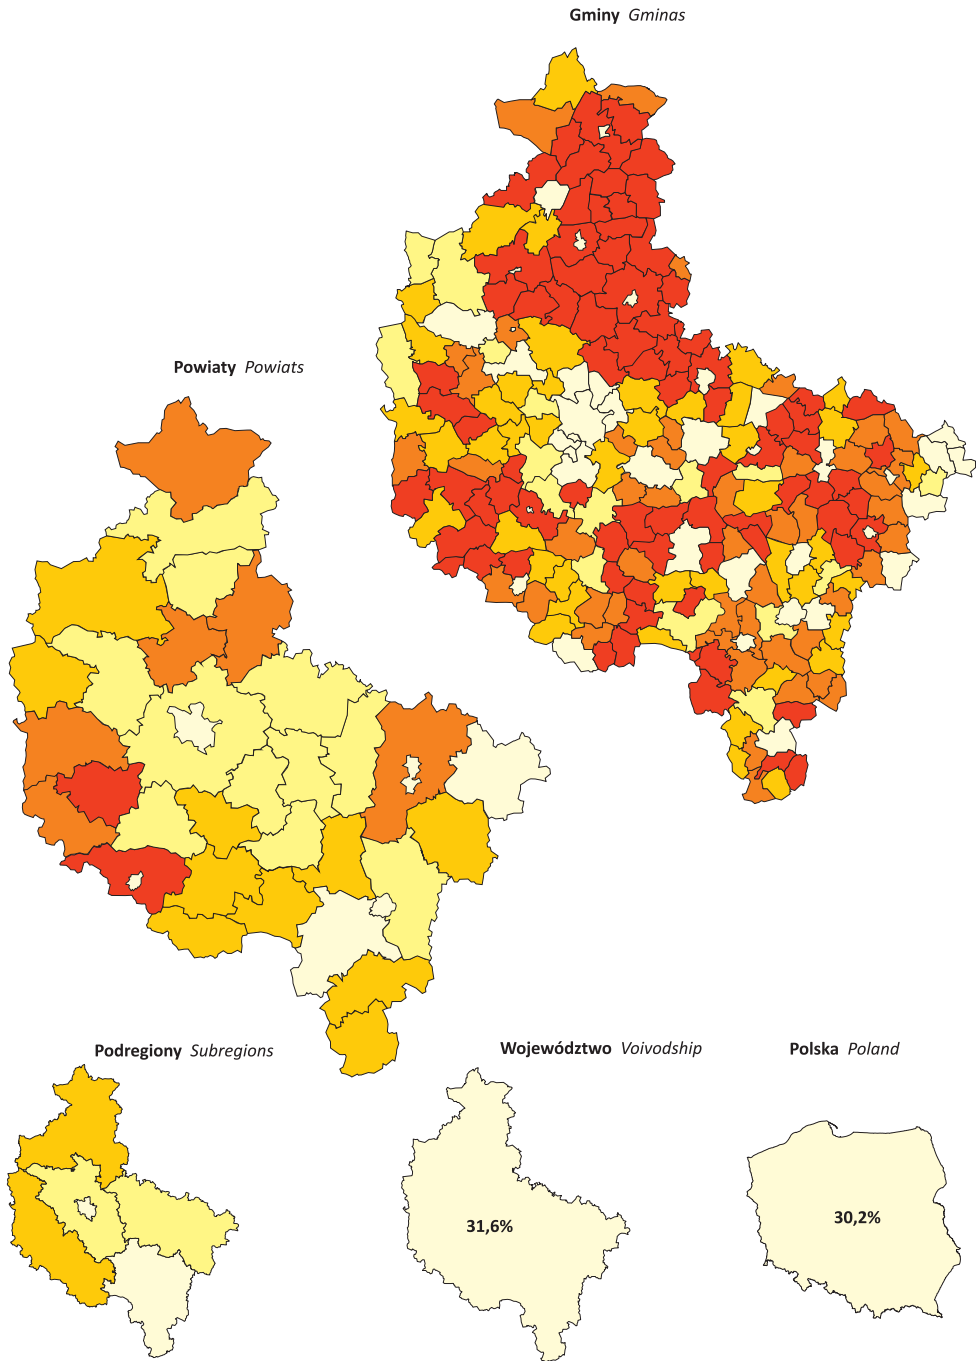 Gminy Gminas
Powiaty Powiats
Podregiony Subregions
Województwo Voivodship
Polska Poland
31,6%
30,2%